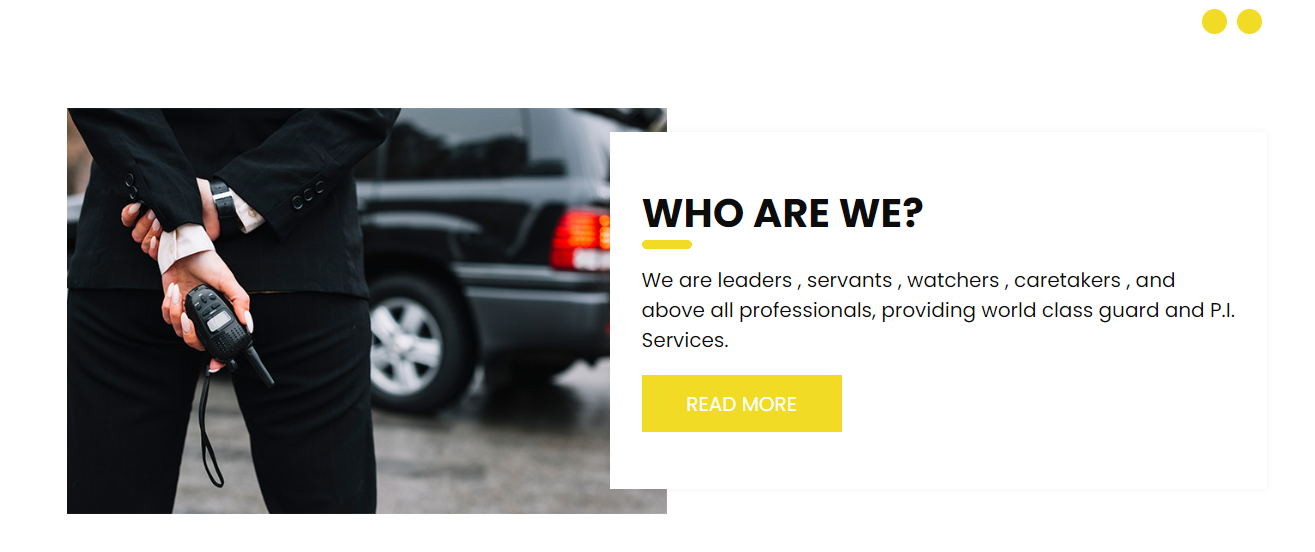 WHO ARE WE?
We are leaders , servants , watchers , caretakers , and
above all professionals, providing world class guard and P.I.
Services.
READ MORE